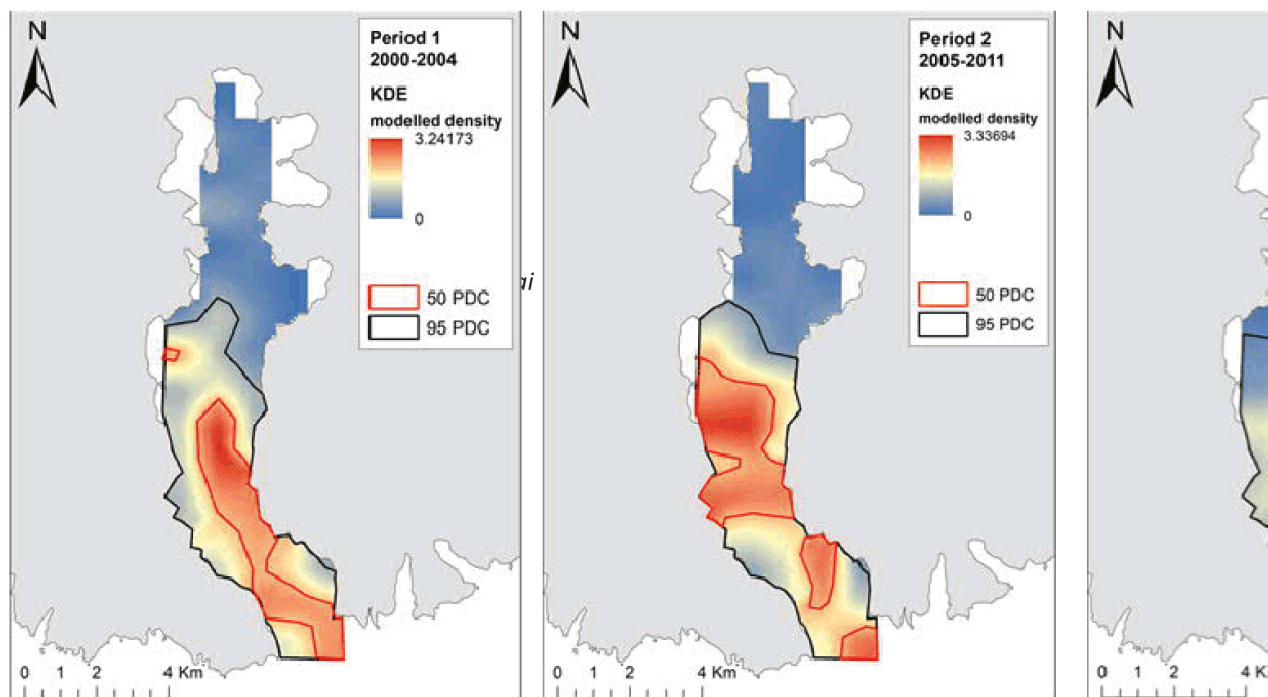 N
Period 1
2000-2004
KDE
modelled density
3.24173
0
50 PDC
95 PDC
0 1 2 4 Km
ai
N
Period 2
2005-2011
KDE
modelled density
3.33694
0
50 PDC
95 PDC
0 1 2 4 Km
N
0 1 2 4 K